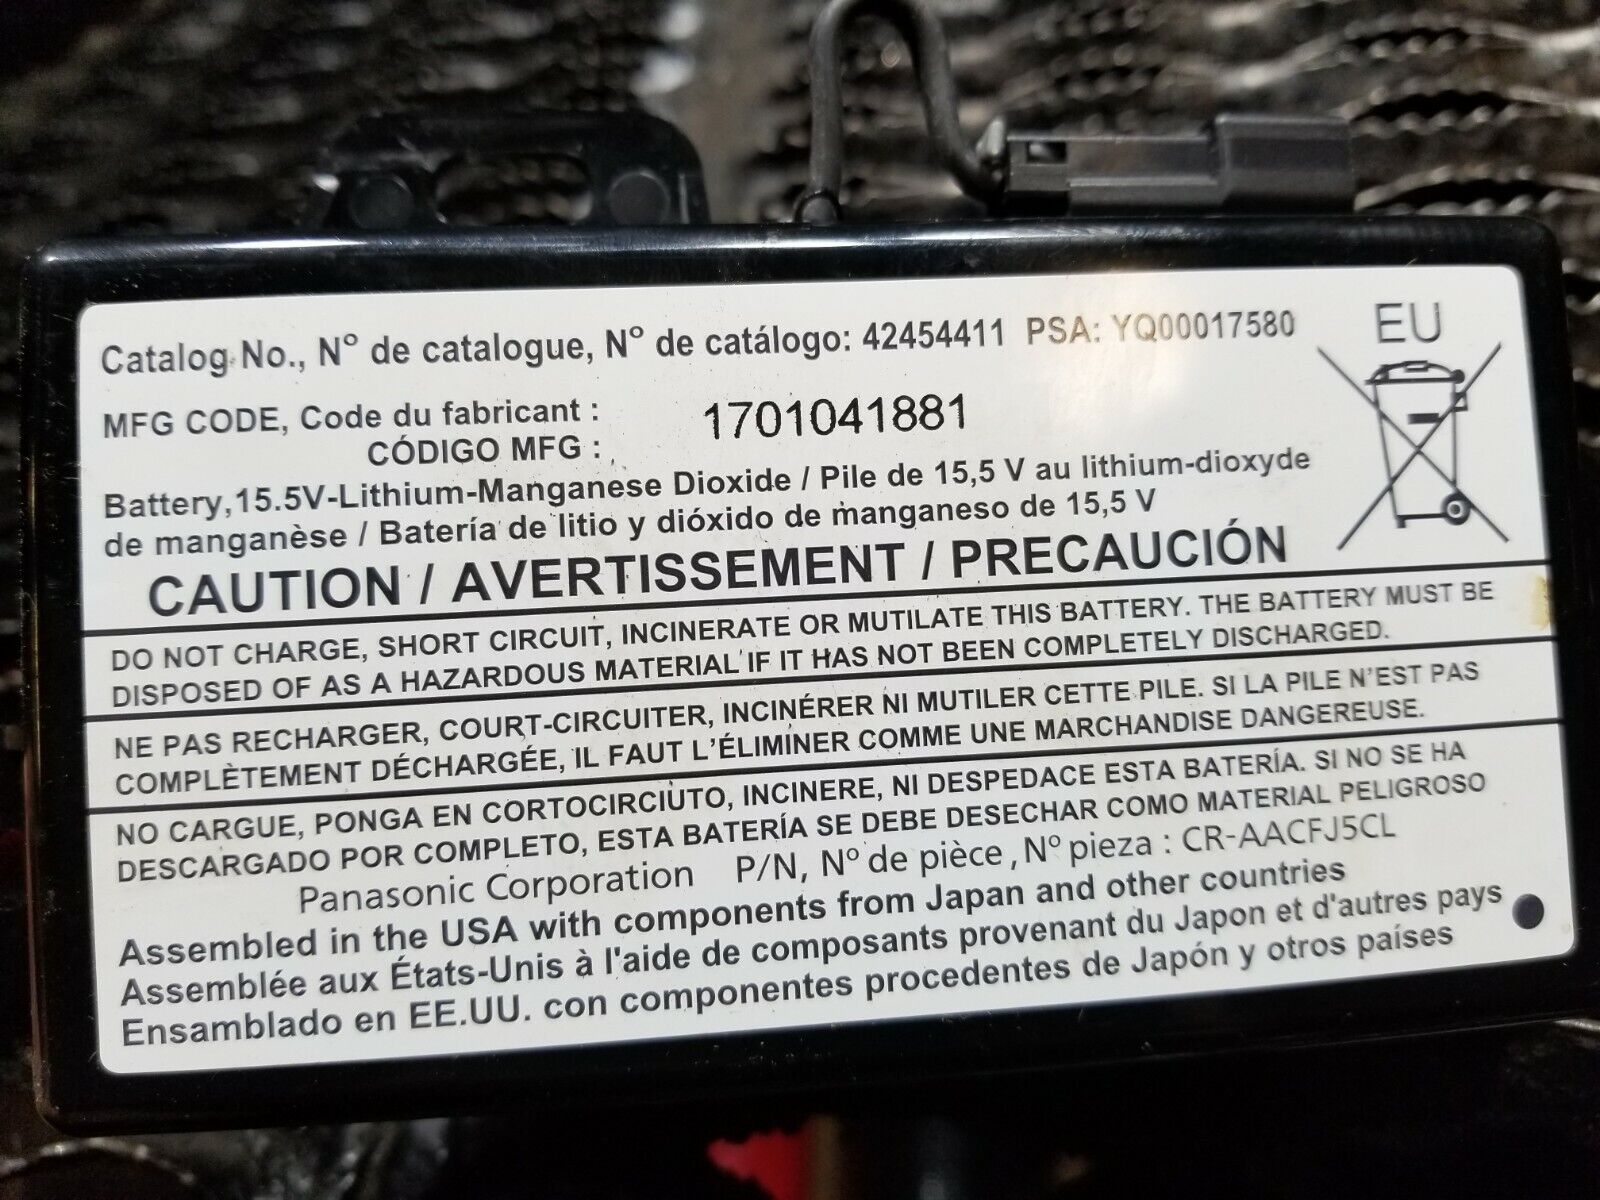 Catalog No., Nº de catalogue, Nº de catálogo: 42454411 PSA: YQ00017580
EU
MFG CODE, Code du fabricant :
CÓDIGO MFG :
1701041881
Battery,15.5V-Lithium-Manganese Dioxide / Pile de 15,5 V au lithium-dioxyde
de manganèse / Batería de litio y dióxido de manganeso de 15,5 V
CAUTION / AVERTISSEMENT / PRECAUCIÓN
DO NOT CHARGE, SHORT CIRCUIT, INCINERATE OR MUTILATE THIS BATTERY. THE BATTERY MUST BE
DISPOSED OF AS A HAZARDOUS MATERIAL IF IT HAS NOT BEEN COMPLETELY DISCHARGED.
NE PAS RECHARGER, COURT-CIRCUITER, INCINÉRER NI MUTILER CETTE PILE. SI LA PILE N'EST PAS
COMPLÈTEMENT DÉCHARGÉE, IL FAUT L'ÉLIMINER COMME UNE MARCHANDISE DANGEREUSE.
NO CARGUE, PONGA EN CORTOCIRCIUTO, INCINERE, NI DESPEDACE ESTA BATERÍA. SI NO SE HA
DESCARGADO POR COMPLETO, ESTA BATERÍA SE DEBE DESECHAR COMO MATERIAL PELIGROSO
Panasonic Corporation P/N, Nº de pièce , Nº pieza : CR-AACFJ5CL
Assembled in the USA with components from Japan and other countries
Assemblée aux États-Unis à l'aide de composants provenant du Japon et d'autres pays
Ensamblado en EE.UU. con componentes procedentes de Japón y otros países